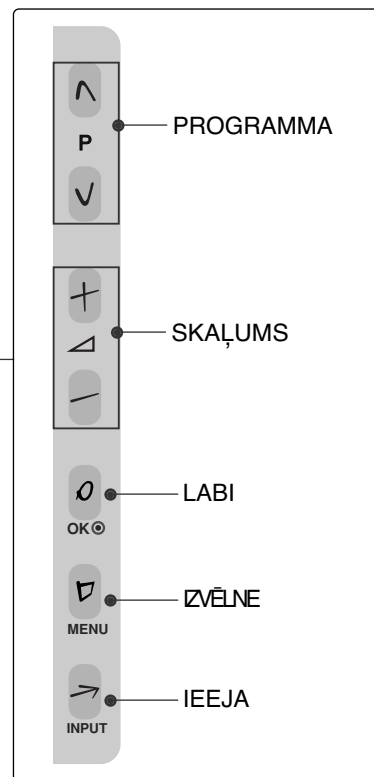 PROGRAMMA
P
SKAĻUMS
LABI
OK
IZVĒLNE
MENU
IEEJA
INPUT